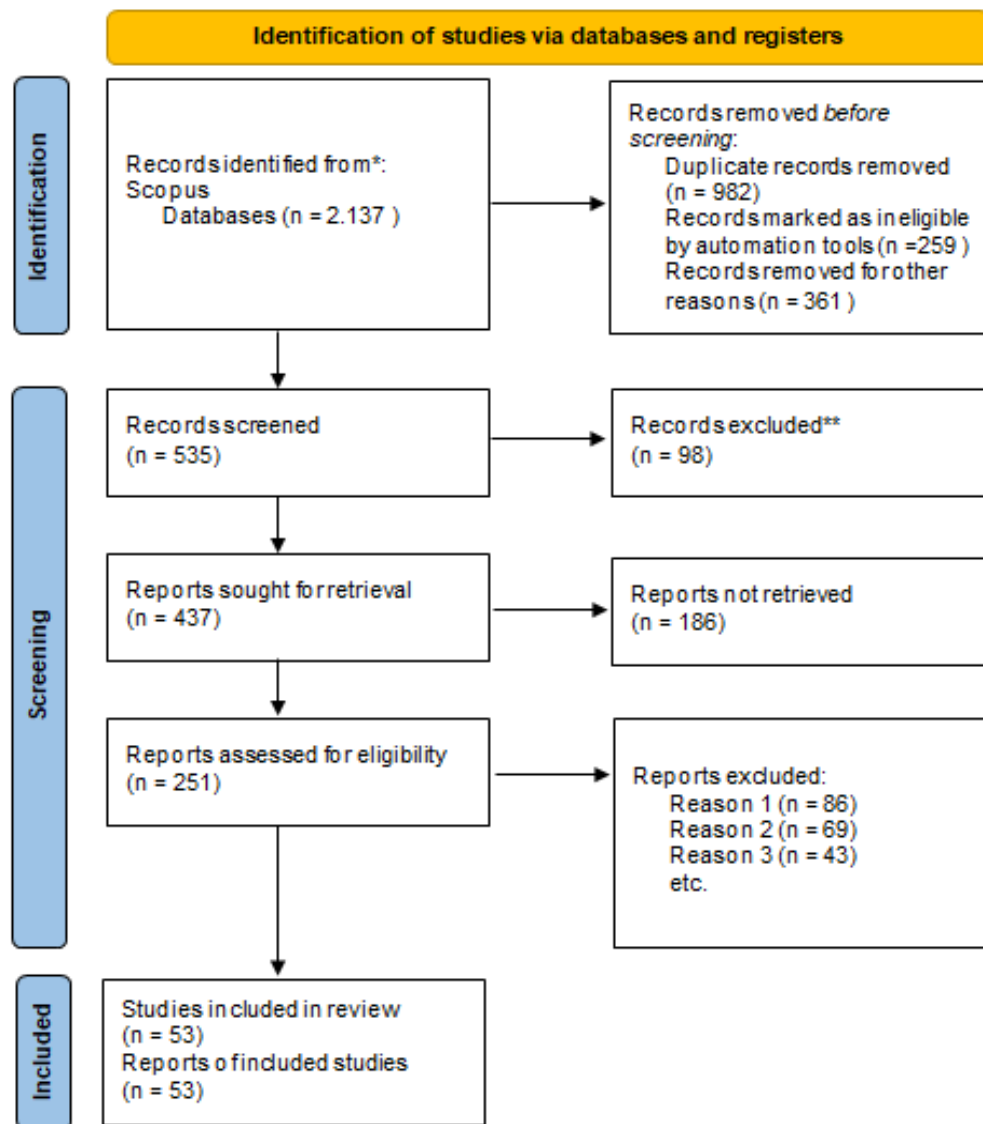 Identification of studies via databases and registers
Identification
Records identified from*:
Scopus
Databases (n = 2.137 )
Records removed before
screening:
Duplicate records removed
(n = 982)
Records marked as ineligible
by automation tools (n =259 )
Records removed for other
reasons (n = 361 )
Screening
Records screened
(n = 535)
Records excluded**
(n = 98)
Reports sought for retrieval
(n = 437)
Reports not retrieved
(n = 186)
Reports assessed for eligibility
(n = 251)
Reports excluded:
Reason 1 (n = 86)
Reason 2 (n = 69)
Reason 3 (n = 43)
etc.
Included
Studies included in review
(n = 53)
Reports of included studies
(n = 53)